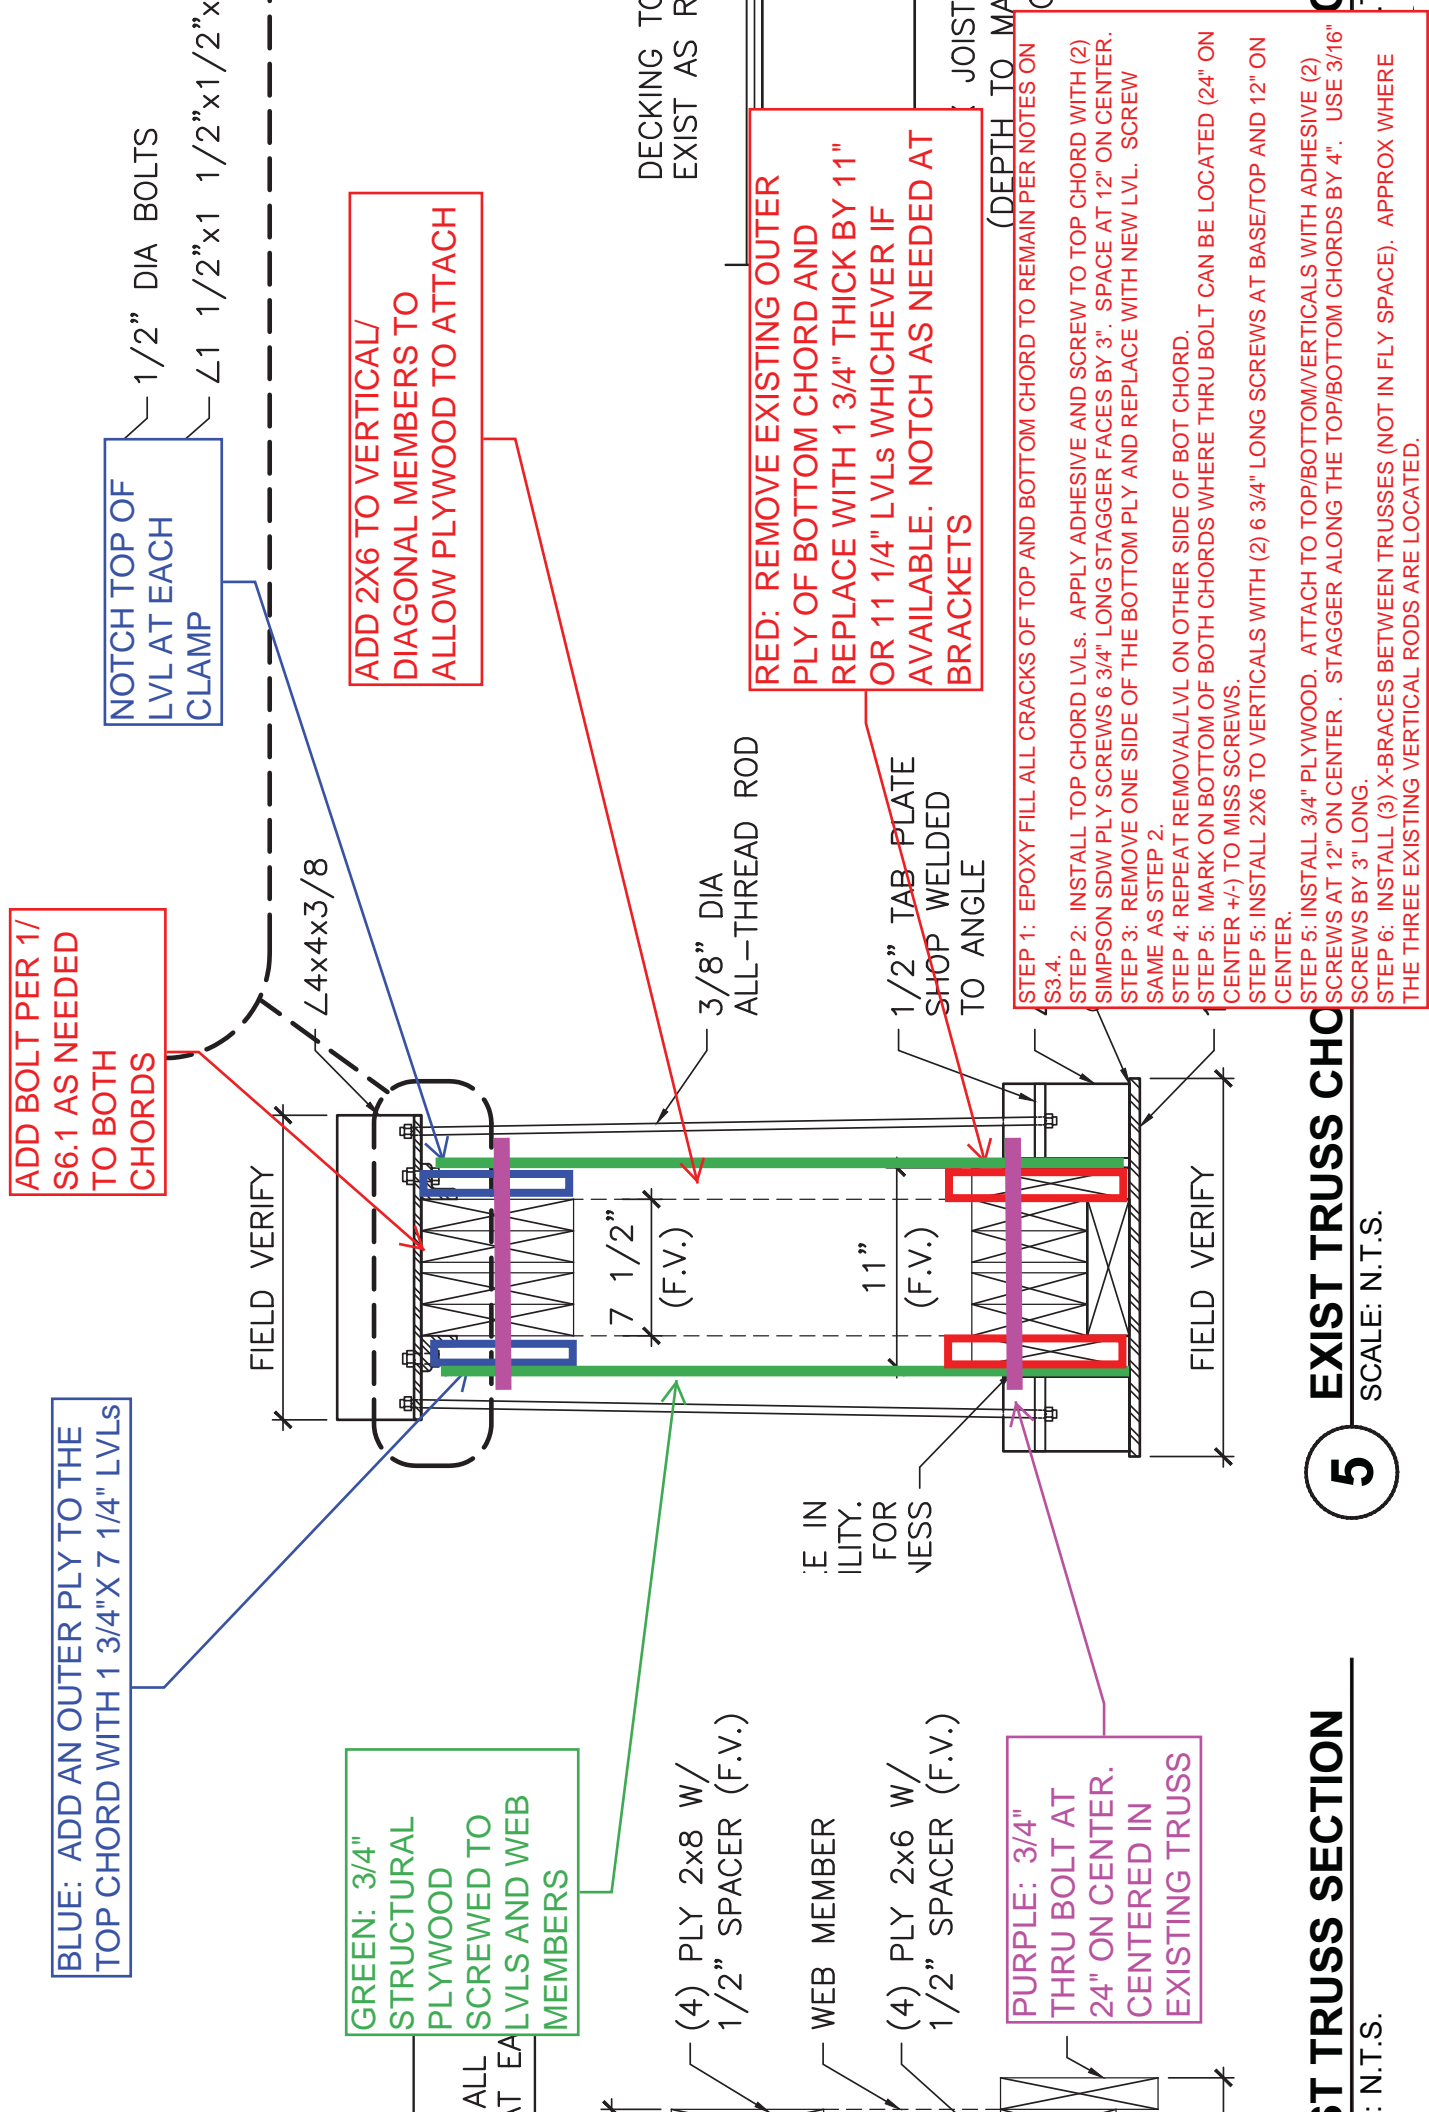 ADD BOLT PER 1/
S6.1 AS NEEDED
TO BOTH
CHORDS
NOTCH TOP OF
LVL AT EACH
CLAMP
1/2" DIA BOLTS
∠1 1/2"x1 1/2"x1/2"x
BLUE: ADD AN OUTER PLY TO THE
TOP CHORD WITH 1 3/4"X 7 1/4" LVLs
FIELD VERIFY
∠4x4x3/8
ADD 2X6 TO VERTICAL/
DIAGONAL MEMBERS TO
ALLOW PLYWOOD TO ATTACH
GREEN: 3/4"
STRUCTURAL
PLYWOOD
SCREWED TO
LVLS AND WEB
MEMBERS
ALL
AT EA
7 1/2"
(F.V.)
3/8" DIA
ALL-THREAD ROD
DECKING TO
EXIST AS R
(4) PLY 2x8 W/
1/2" SPACER (F.V.)
WEB MEMBER
(4) PLY 2x6 W/
1/2" SPACER (F.V.)
E IN
ILITY.
FOR
NESS
11"
(F.V.)
1/2" TAB PLATE
SHOP WELDED
TO ANGLE
RED: REMOVE EXISTING OUTER
PLY OF BOTTOM CHORD AND
REPLACE WITH 1 3/4" THICK BY 11"
OR 11 1/4" LVLs WHICHEVER IF
AVAILABLE. NOTCH AS NEEDED AT
BRACKETS
JOIST
(DEPTH TO MA
PURPLE: 3/4"
THRU BOLT AT
24" ON CENTER.
CENTERED IN
EXISTING TRUSS
FIELD VERIFY
STEP 1: EPOXY FILL ALL CRACKS OF TOP AND BOTTOM CHORD TO REMAIN PER NOTES ON
S3.4.
STEP 2: INSTALL TOP CHORD LVLs. APPLY ADHESIVE AND SCREW TO TOP CHORD WITH (2)
SIMPSON SDW PLY SCREWS 6 3/4" LONG STAGGER FACES BY 3". SPACE AT 12" ON CENTER.
STEP 3: REMOVE ONE SIDE OF THE BOTTOM PLY AND REPLACE WITH NEW LVL. SCREW
SAME AS STEP 2.
STEP 4: REPEAT REMOVAL/LVL ON OTHER SIDE OF BOT CHORD.
STEP 5: MARK ON BOTTOM OF BOTH CHORDS WHERE THRU BOLT CAN BE LOCATED (24" ON
CENTER +/-) TO MISS SCREWS.
STEP 5: INSTALL 2X6 TO VERTICALS WITH (2) 6 3/4" LONG SCREWS AT BASE/TOP AND 12" ON
CENTER.
STEP 5: INSTALL 3/4" PLYWOOD. ATTACH TO TOP/BOTTOM/VERTICALS WITH ADHESIVE (2)
SCREWS AT 12" ON CENTER . STAGGER ALONG THE TOP/BOTTOM CHORDS BY 4". USE 3/16"
SCREWS BY 3" LONG.
STEP 6: INSTALL (3) X-BRACES BETWEEN TRUSSES (NOT IN FLY SPACE). APPROX WHERE
THE THREE EXISTING VERTICAL RODS ARE LOCATED.
ST TRUSS SECTION
: N.T.S.
5
EXIST TRUSS CHO
SCALE: N.T.S.